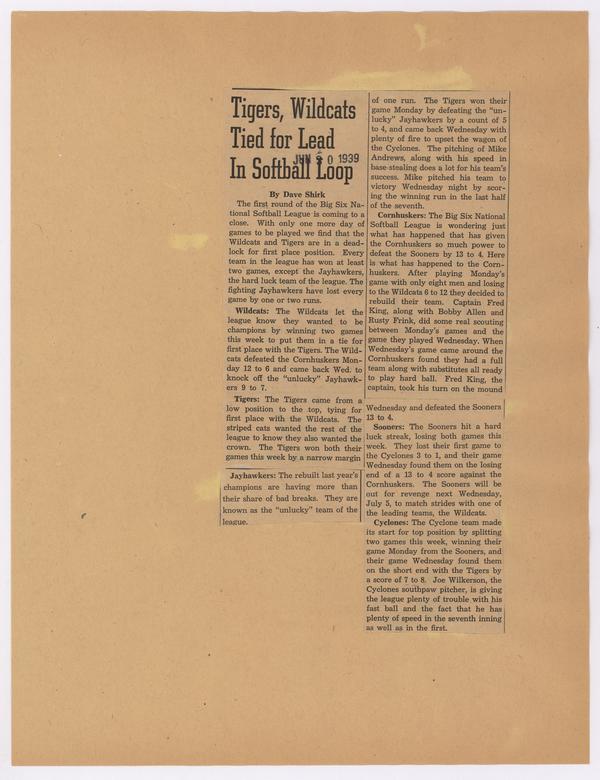 Tigers, Wildcats
Tied for Lead
In Softball Loop
JUN 0 1939
By Dave Shirk
The first round of the Big Six Na-
tional Softball League is coming to a
close. With only one more day of
games to be played we find that the
Wildcats and Tigers are in a dead-
lock for first place position. Every
team in the league has won at least
two games, except the Jayhawkers,
the hard luck team of the league. The
fighting Jayhawkers have lost every
game by one or two runs.
Wildcats: The Wildcats let the
league know they wanted to be
champions by winning two games
this week to put them in a tie for
first place with the Tigers. The Wild-
cats defeated the Cornhuskers Mon-
day 12 to 6 and came back Wed. to
knock off the "unlucky" Jayhawk-
ers 9 to 7.
Tigers: The Tigers came from a
low position to the top, tying for
first place with the Wildcats. The
striped cats wanted the rest of the
league to know they also wanted the
crown. The Tigers won both their
games this week by a narrow margin
of one run. The Tigers won their
game Monday by defeating the "un-
lucky" Jayhawkers by a count of 5
to 4, and came back Wednesday with
plenty of fire to upset the wagon of
the Cyclones. The pitching of Mike
Andrews, along with his speed in
base-stealing does a lot for his team's
success. Mike pitched his team to
victory Wednesday night by scor-
ing the winning run in the last half
of the seventh.
Cornhuskers: The Big Six National
Softball League is wondering just
what has happened that has given
the Cornhuskers so much power to
defeat the Sooners by 13 to 4. Here
is what has happened to the Corn-
huskers. After playing Monday's
game with only eight men and losing
to the Wildcats 6 to 12 they decided to
rebuild their team. Captain Fred
King, along with Bobby Allen and
Rusty Frink, did some real scouting
between Monday's games and the
game they played Wednesday. When
Wednesday's game came around the
Cornhuskers found they had a full
team along with substitutes all ready
to play hard ball. Fred King, the
captain, took his turn on the mound
Wednesday and defeated the Sooners
13 to 4.
Sooners: The Sooners hit a hard
luck streak, losing both games this
week. They lost their first game to
the Cyclones 3 to 1, and their game
Wednesday found them on the losing
end of a 13 to 4 score against the
Cornhuskers. The Sooners will be
out for revenge next Wednesday,
July 5, to match strides with one of
the leading teams, the Wildcats.
Cyclones: The Cyclone team made
its start for top position by splitting
two games this week, winning their
game Monday from the Sooners, and
their game Wednesday found them
on the short end with the Tigers by
a score of 7 to 8. Joe Wilkerson, the
Cyclones southpaw pitcher, is giving
the league plenty of trouble with his
fast ball and the fact that he has
plenty of speed in the seventh inning
as well as in the first.
Jayhawkers: The rebuilt last year's
champions are having more than
their share of bad breaks. They are
known as the "unlucky" team of the
league.